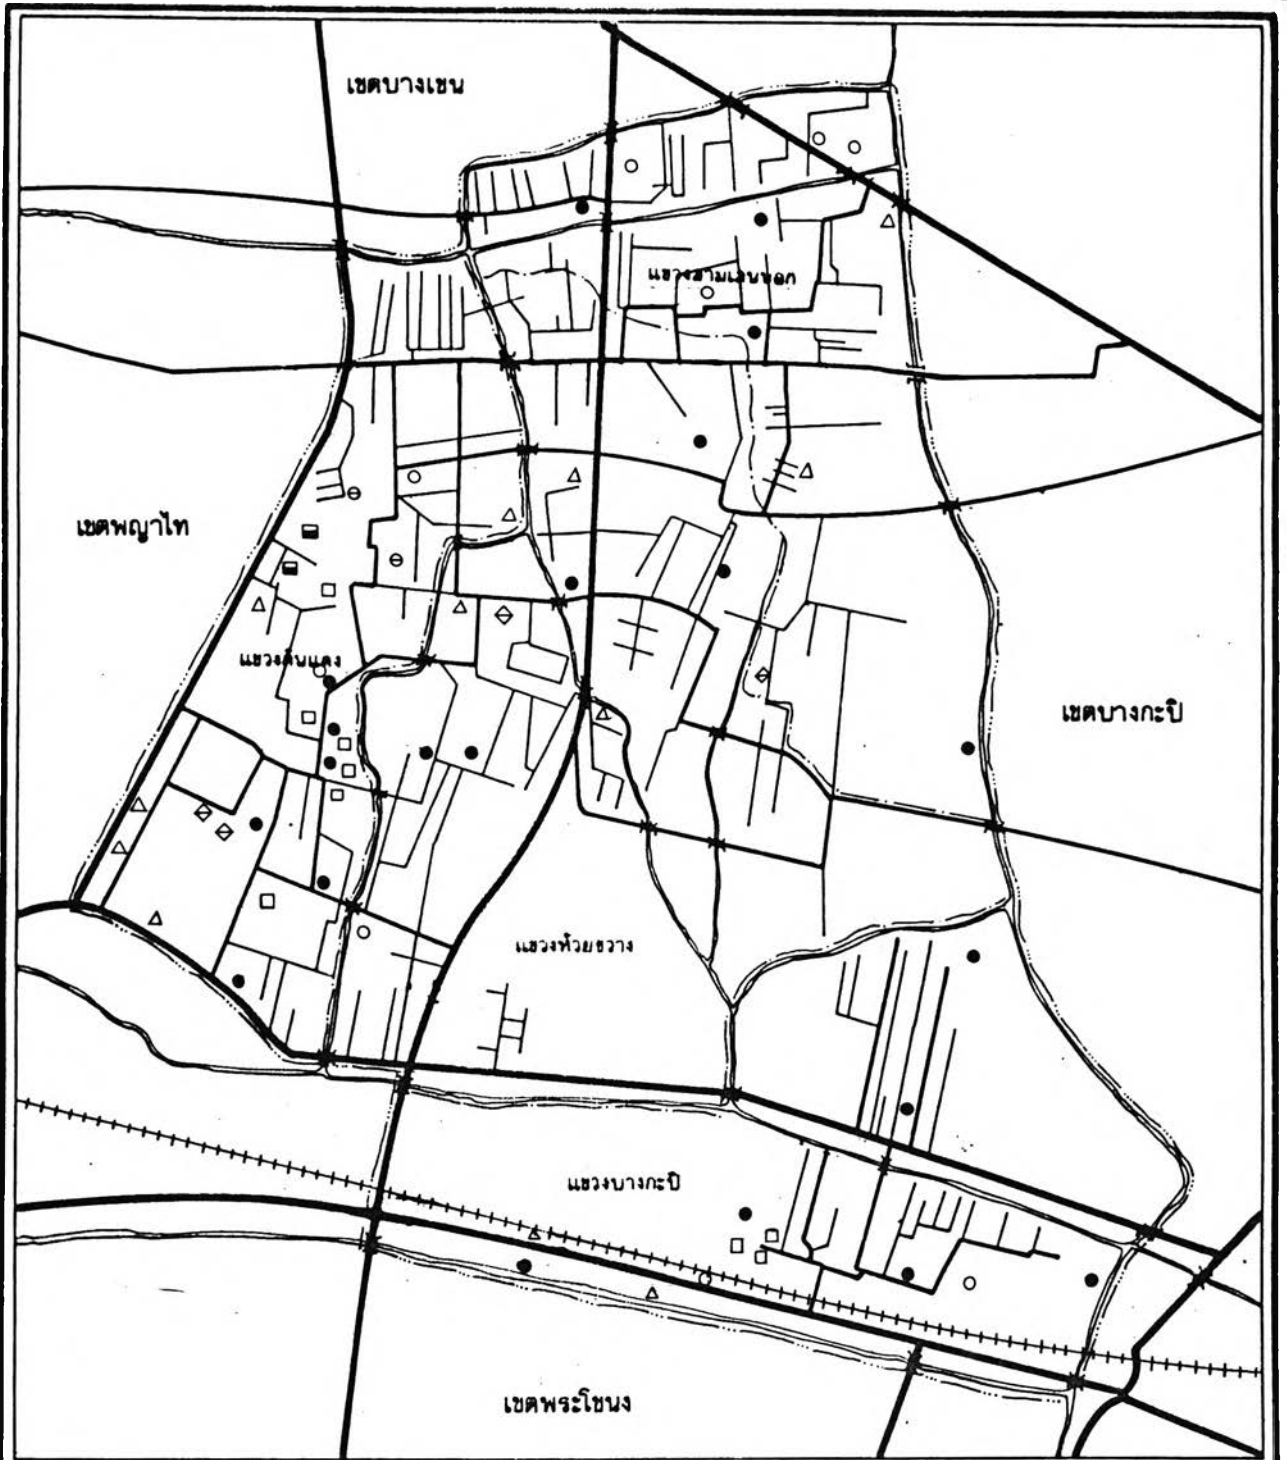 เขตบางเขน
แขวงสามเสนนอก
เขตพญาไท
แขวงดินแดง
เขตบางกะปิ
แขวงห้วยขวาง
แขวงบางกะปิ
เขตพระโขนง